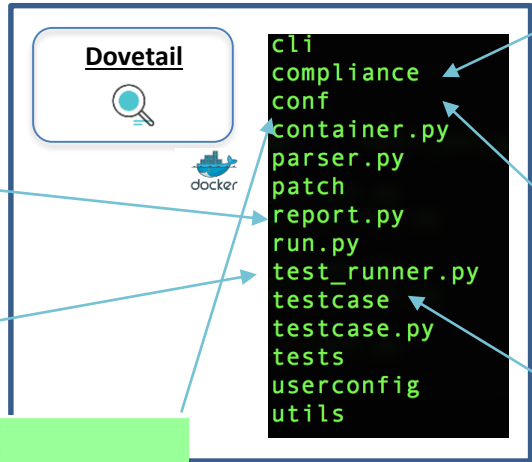 Dovetail
docker
cli
compliance
conf
container.py
parser.py
patch
report.py
run.py
test_runner.py
testcase
testcase.py
tests
userconfig
utils